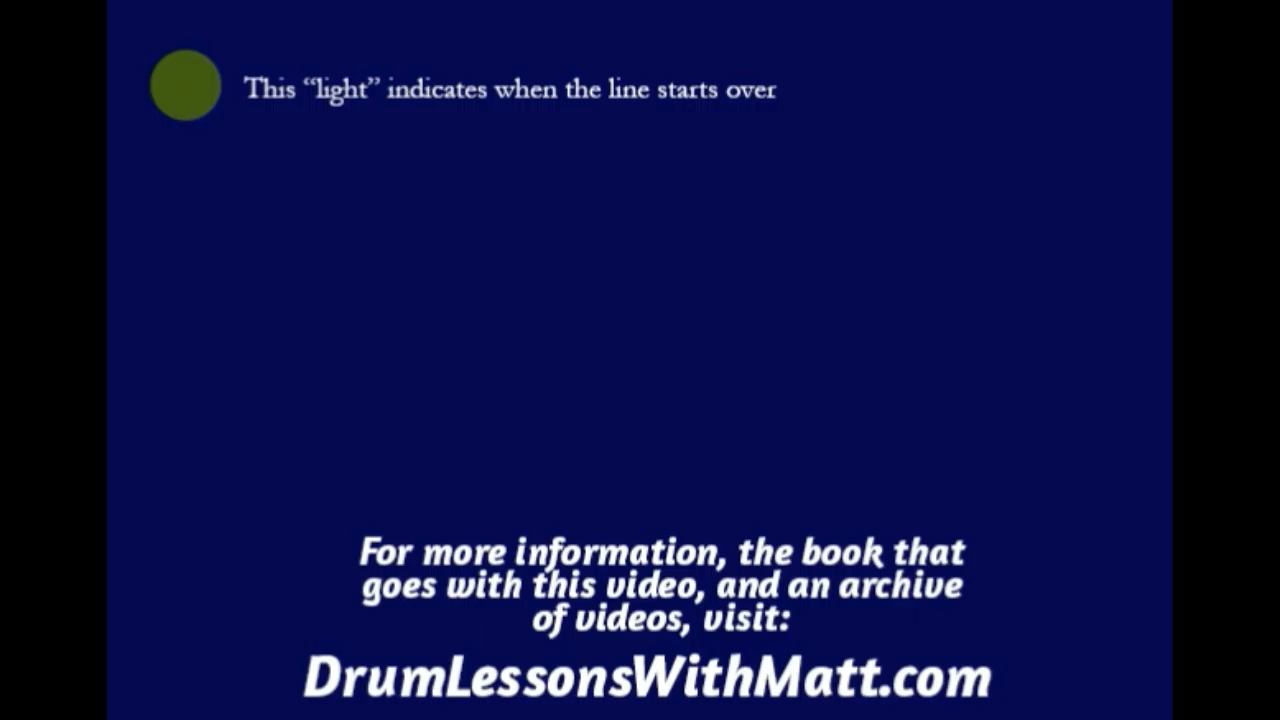 This “light” indicates when the line starts over
For more information, the book that
goes with this video, and an archive
of videos, visit:
DrumLessonsWithMatt.com